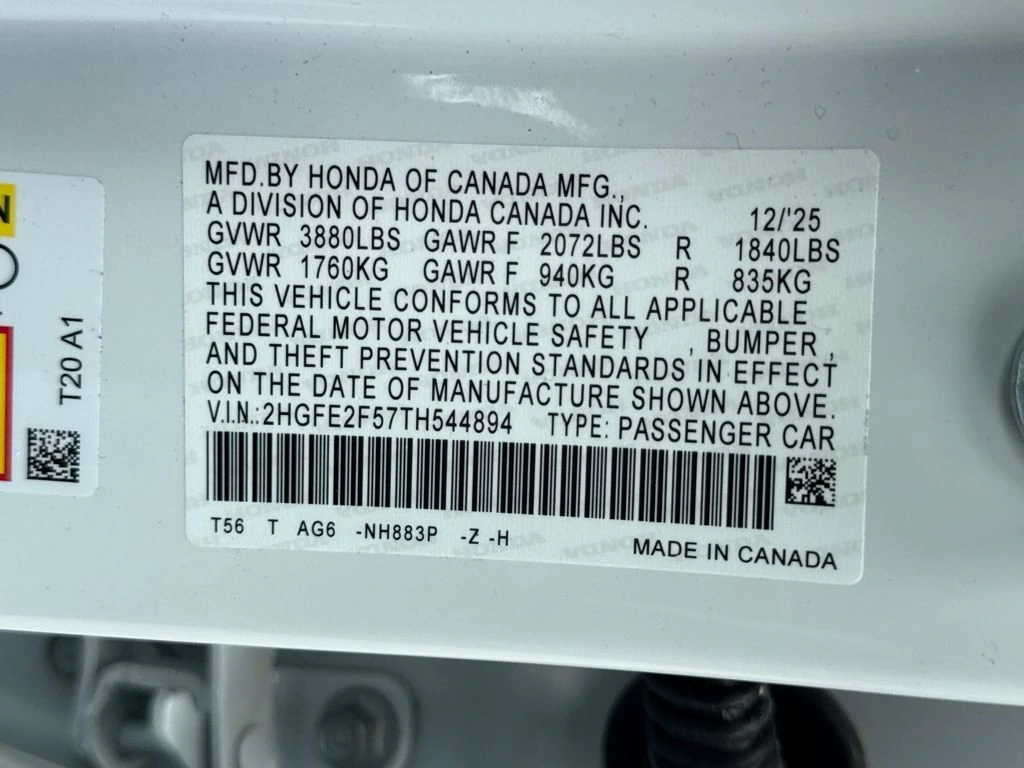 MFD.BY HONDA OF CANADA MFG.,
A DIVISION OF HONDA CANADA INC. 12/'25
GVWR 3880LBS GAWR F 2072LBS R 1840LBS
GVWR 1760KG GAWR F 940KG R 835KG
THIS VEHICLE CONFORMS TO ALL APPLICABLE
FEDERAL MOTOR VEHICLE SAFETY , BUMPER ,
AND THEFT PREVENTION STANDARDS IN EFFECT
ON THE DATE OF MANUFACTURE SHOWN ABOVE.
V.I.N.:2HGFE2F57TH544894 TYPE: PASSENGER CAR
T56 T AG6 -NH883P -Z -H
MADE IN CANADA
T20 A1